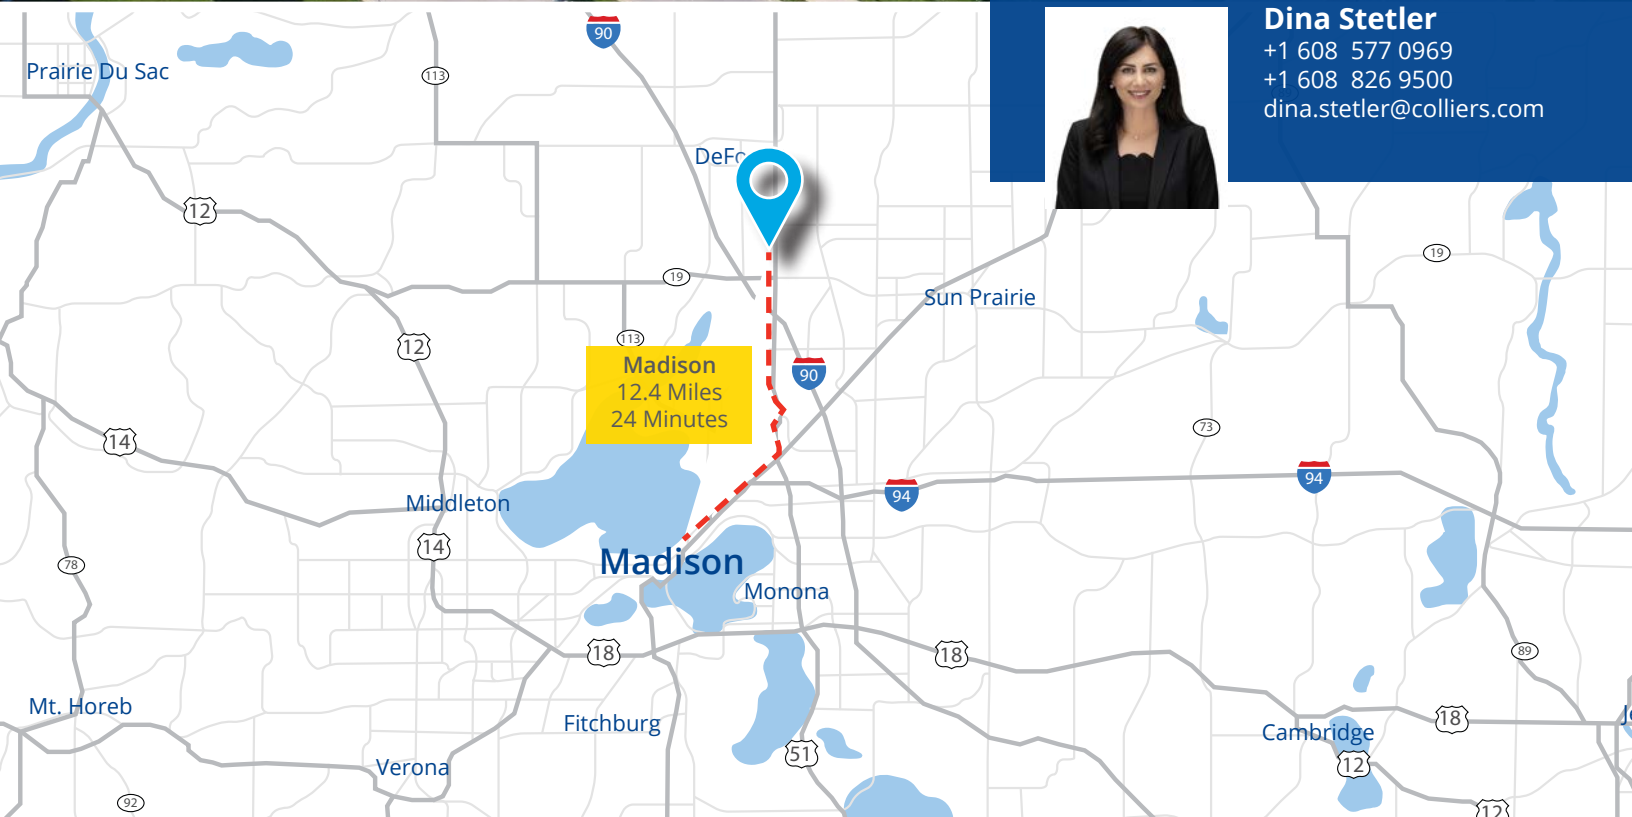 Dina Stetler
+1 608 577 0969
+1 608 826 9500
dina.stetler@colliers.com
90
Prairie Du Sac
113
DeFo
12
19
19
Sun Prairie
113
12
Madison
12.4 Miles
24 Minutes
90
73
14
94
94
Middleton
14
Madison
78
Monona
18
18
89
Mt. Horeb
Fitchburg
18
Cambridge
51
Verona
12
92
12